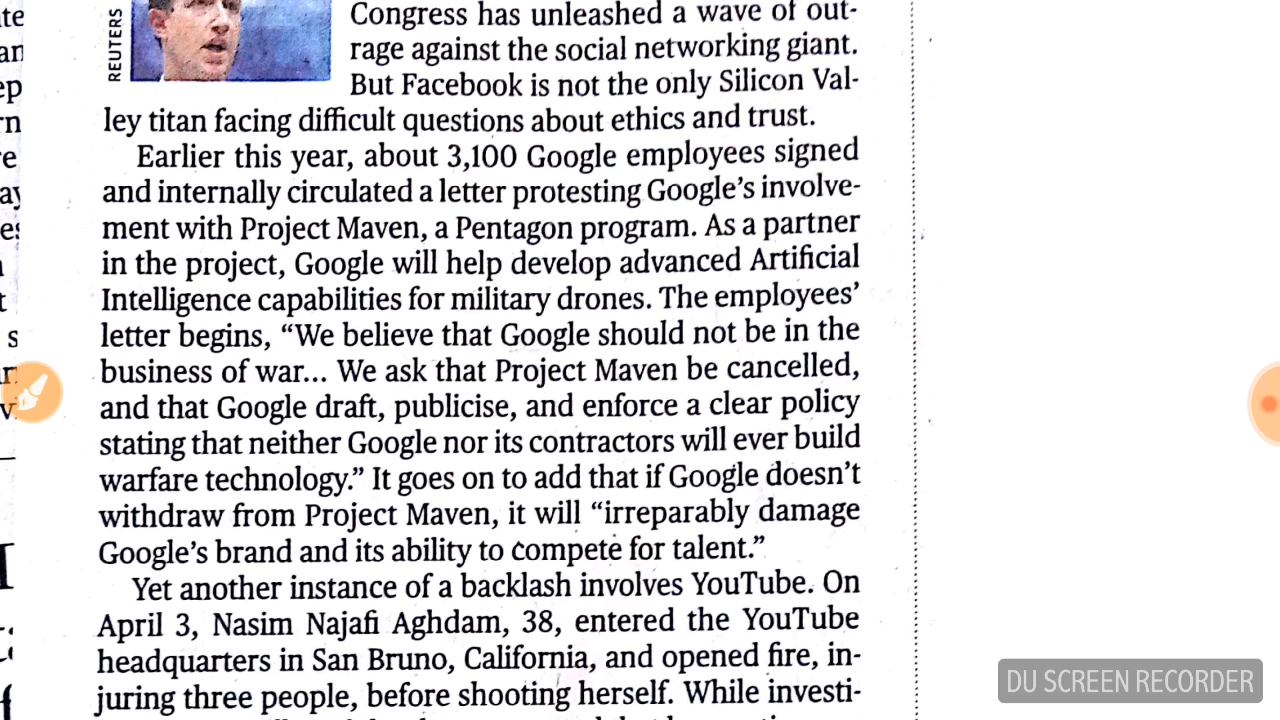 REUTERS
Congress has unleashed a wave of out-
rage against the social networking giant.
But Facebook is not the only Silicon Val-
ley titan facing difficult questions about ethics and trust.
Earlier this year, about 3,100 Google employees signed
and internally circulated a letter protesting Google's involve-
ment with Project Maven, a Pentagon program. As a partner
in the project, Google will help develop advanced Artificial
Intelligence capabilities for military drones. The employees'
letter begins, “We believe that Google should not be in the
business of war... We ask that Project Maven be cancelled,
and that Google draft, publicise, and enforce a clear policy
stating that neither Google nor its contractors will ever build
warfare technology.” It goes on to add that if Google doesn't
withdraw from Project Maven, it will “irreparably damage
Google's brand and its ability to compete for talent.”
Yet another instance of a backlash involves YouTube. On
April 3, Nasim Najafi Aghdam, 38, entered the YouTube
headquarters in San Bruno, California, and opened fire, in-
juring three people, before shooting herself. While investi-
DU SCREEN RECORDER